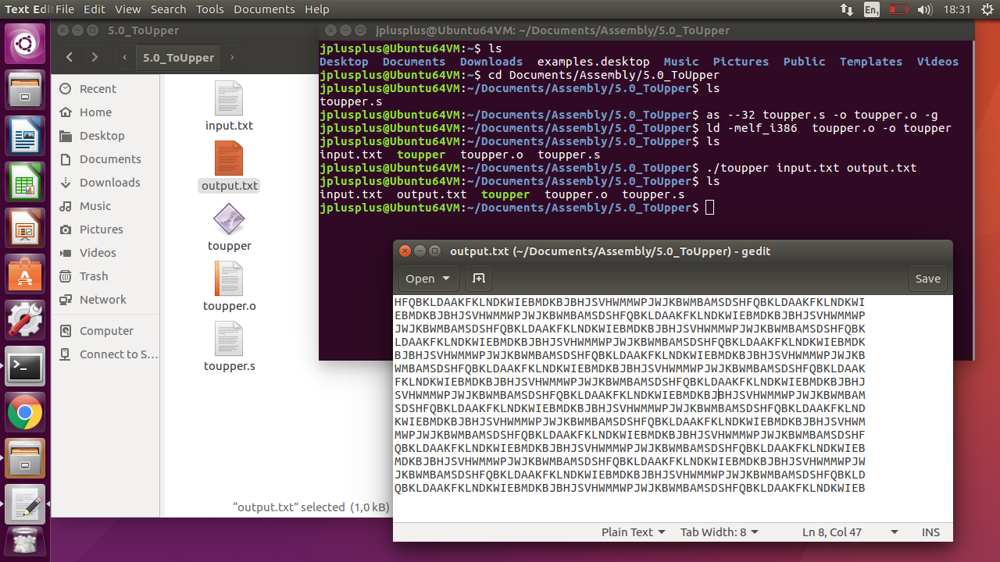 Text Edi File Edit View Search Tools Documents Help
En1
18:31
5.0_ToUpper
5.0_ToUpper
Recent
Home
Desktop
Documents
Downloads
Music
Pictures
Videos
Trash
Network
Computer
Connect to S…
input.txt
output.txt
toupper
toupper.o
toupper.s
“output.txt” selected (1,0 kB)
jplusplus@Ubuntu64VM: ~/Documents/Assembly/5.0_ToUpper
jplusplus@Ubuntu64VM:~$ ls
Desktop Documents Downloads examples.desktop Music Pictures Public Templates Videos
jplusplus@Ubuntu64VM:~$ cd Documents/Assembly/5.0_ToUpper
jplusplus@Ubuntu64VM:~/Documents/Assembly/5.0_ToUpper$ ls
toupper.s
jplusplus@Ubuntu64VM:~/Documents/Assembly/5.0_ToUpper$ as --32 toupper.s -o toupper.o -g
jplusplus@Ubuntu64VM:~/Documents/Assembly/5.0_ToUpper$ ld -melf_i386  toupper.o -o toupper
jplusplus@Ubuntu64VM:~/Documents/Assembly/5.0_ToUpper$ ls
input.txt toupper toupper.o toupper.s
jplusplus@Ubuntu64VM:~/Documents/Assembly/5.0_ToUpper$ ./toupper input.txt output.txt
jplusplus@Ubuntu64VM:~/Documents/Assembly/5.0_ToUpper$ ls
input.txt output.txt toupper toupper.o toupper.s
jplusplus@Ubuntu64VM:~/Documents/Assembly/5.0_ToUpper$
output.txt (~/Documents/Assembly/5.0_ToUpper) - gedit
Open
Save
HFQBKLDAAKFKLNDKWIEBMDKBJBHJSVHWMMWPJWJKBWMBAMSDSHFQBKLDAAKFKLNDKWI
EBMDKBJBHJSVHWMMWPJWJKBWMBAMSDSHFQBKLDAAKFKLNDKWIEBMDKBJBHJSVHWMMWP
JWJKBWMBAMSDSHFQBKLDAAKFKLNDKWIEBMDKBJBHJSVHWMMWPJWJKBWMBAMSDSHFQBK
LDAAKFKLNDKWIEBMDKBJBHJSVHWMMWPJWJKBWMBAMSDSHFQBKLDAAKFKLNDKWIEBMDK
BJBHJSVHWMMWPJWJKBWMBAMSDSHFQBKLDAAKFKLNDKWIEBMDKBJBHJSVHWMMWPJWJKB
WMBAMSDSHFQBKLDAAKFKLNDKWIEBMDKBJBHJSVHWMMWPJWJKBWMBAMSDSHFQBKLDAAK
FKLNDKWIEBMDKBJBHJSVHWMMWPJWJKBWMBAMSDSHFQBKLDAAKFKLNDKWIEBMDKBJBHJ
SVHWMMWPJWJKBWMBAMSDSHFQBKLDAAKFKLNDKWIEBMDKBJBHJSVHWMMWPJWJKBWMBAM
SDSHFQBKLDAAKFKLNDKWIEBMDKBJBHJSVHWMMWPJWJKBWMBAMSDSHFQBKLDAAKFKLND
KWIEBMDKBJBHJSVHWMMWPJWJKBWMBAMSDSHFQBKLDAAKFKLNDKWIEBMDKBJBHJSVHWM
MWPJWJKBWMBAMSDSHFQBKLDAAKFKLNDKWIEBMDKBJBHJSVHWMMWPJWJKBWMBAMSDSHF
QBKLDAAKFKLNDKWIEBMDKBJBHJSVHWMMWPJWJKBWMBAMSDSHFQBKLDAAKFKLNDKWIEB
MDKBJBHJSVHWMMWPJWJKBWMBAMSDSHFQBKLDAAKFKLNDKWIEBMDKBJBHJSVHWMMWPJW
JKBWMBAMSDSHFQBKLDAAKFKLNDKWIEBMDKBJBHJSVHWMMWPJWJKBWMBAMSDSHFQBKLD
QBKLDAAKFKLNDKWIEBMDKBJBHJSVHWMMWPJWJKBWMBAMSDSHFQBKLDAAKFKLNDKWIEB
Plain Text
Tab Width: 8
Ln 8, Col 47
INS